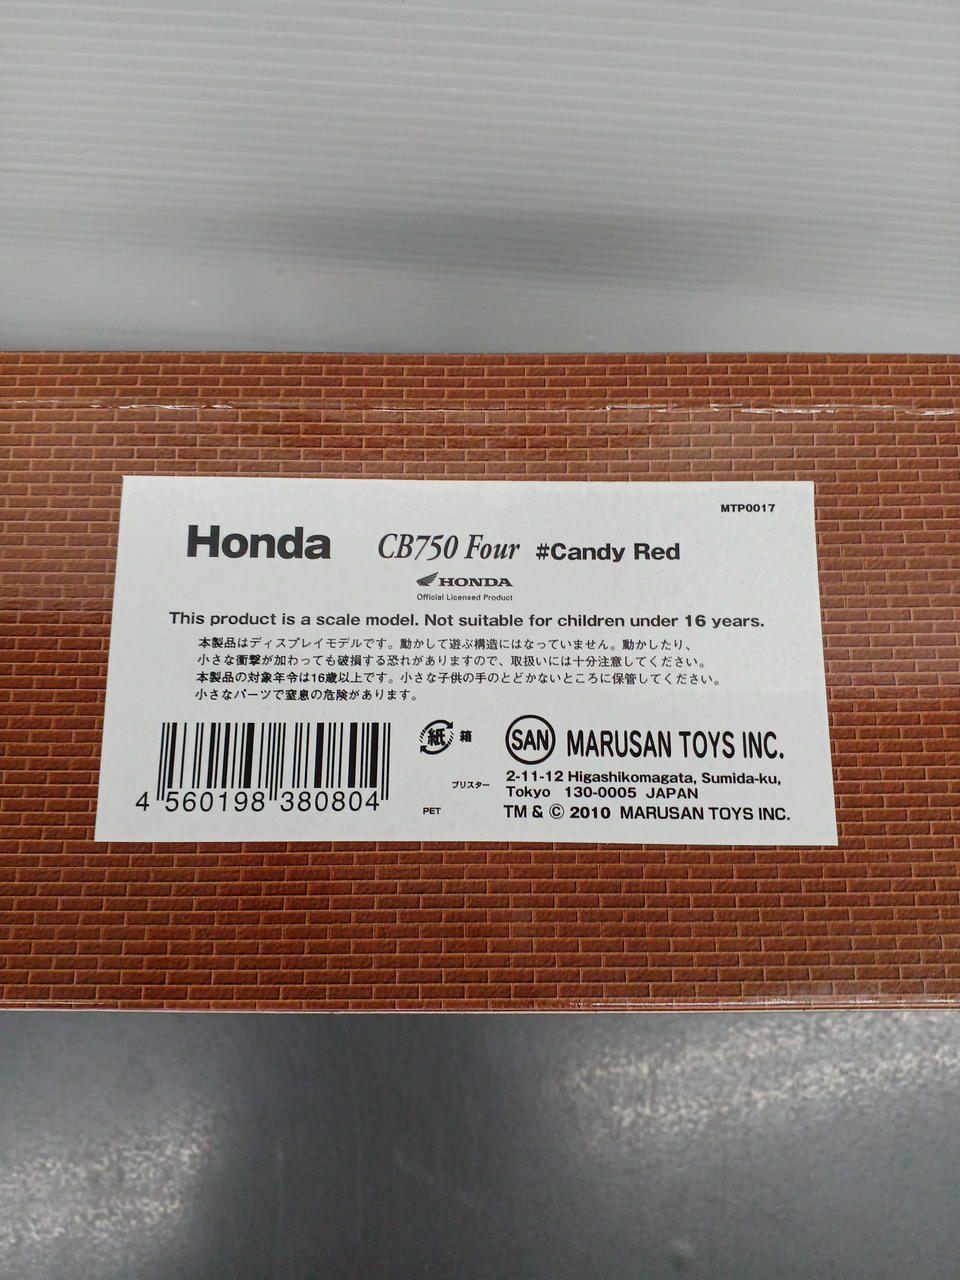 MTP0017
Honda CB750 Four #Candy Red
HONDA
Official Licensed Product
This product is a scale model. Not suitable for children under 16 years.
本製品はディスプレイモデルです。動かして遊ぶ構造にはなっていません。動かしたり、
小さな衝撃が加わっても破損する恐れがありますので、取扱いには十分注意してください。
本製品の対象年令は16歳以上です。小さな子供の手のとどかないところに保管してください。
小さなパーツで窒息の危険があります。
紙 箱
SAN MARUSAN TOYS INC.
2-11-12 Higashikomagata, Sumida-ku,
Tokyo 130-0005 JAPAN
ブリスター
PET
TM & © 2010 MARUSAN TOYS INC.
4 560198 380804